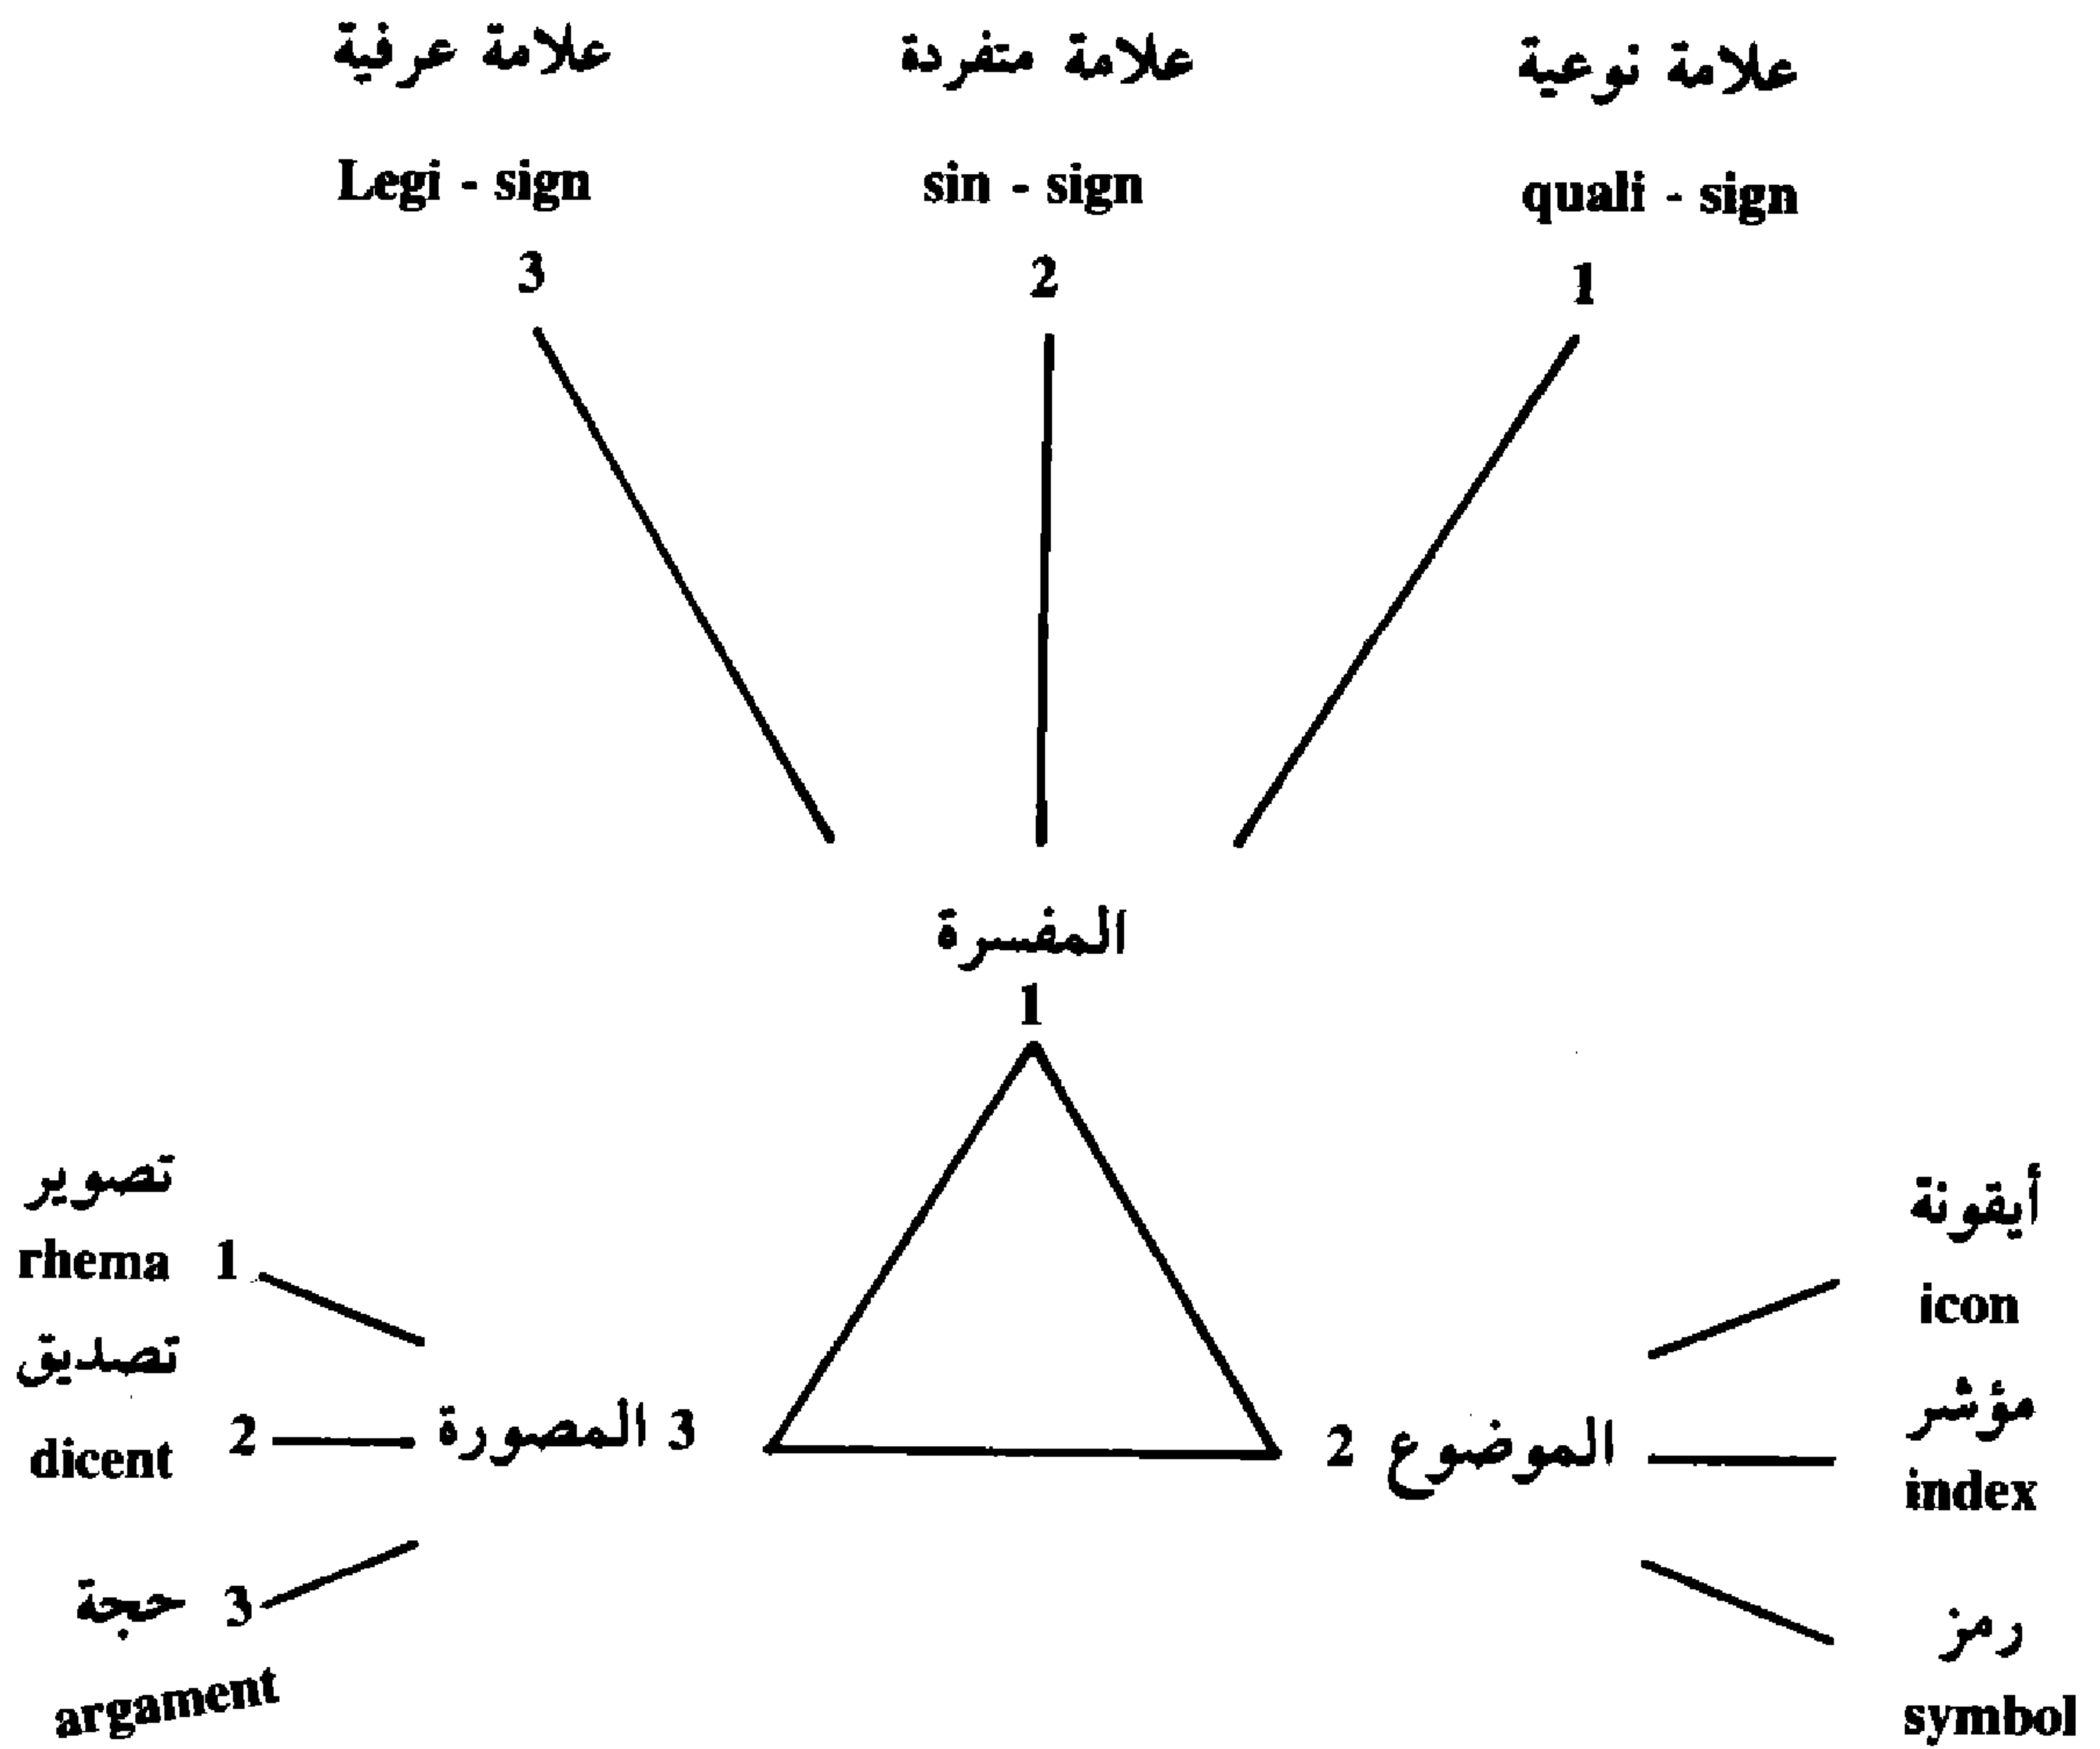 علامة نوعية
علامة متفردة
علامة عرفية
quali - sign
sin - sign
Legi - sign
1
2
3
المفسرة
1
تصوير
rhema 1
تصديق
dicent 2
حجة 3
argament
المصورة 3
الموضوع 2
أيقونة
icon
مؤشر
index
رمز
symbol